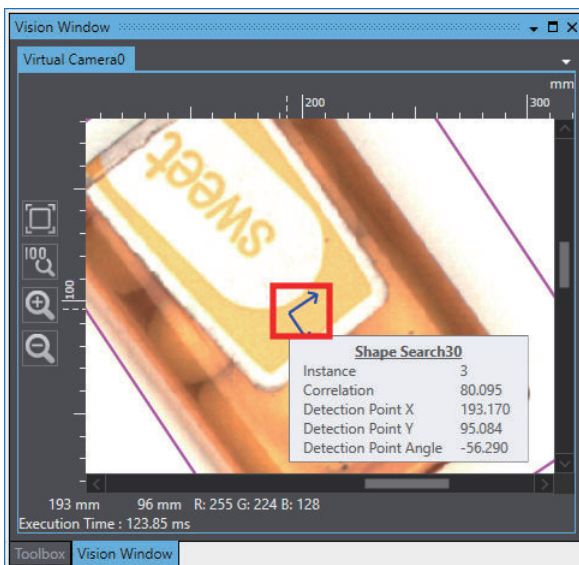 Vision Window
Virtual Camera0
mm
200
300
sweet
100
100
Shape Search30
Instance 3
Correlation 80.095
Detection Point X 193.170
Detection Point Y 95.084
Detection Point Angle -56.290
193 mm 96 mm R: 255 G: 224 B: 128
Execution Time : 123.85 ms
Toolbox Vision Window